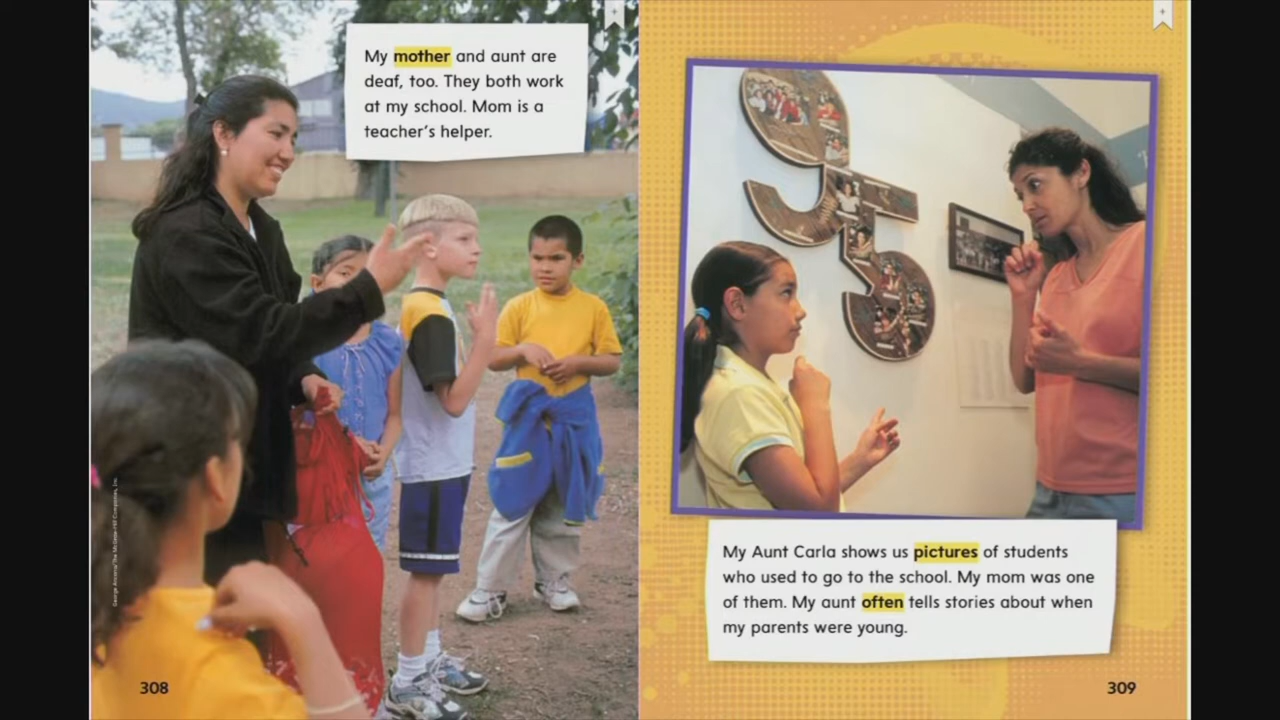 My mother and aunt are
deaf, too. They both work
at my school. Mom is a
teacher's helper.
308
My Aunt Carla shows us pictures of students
who used to go to the school. My mom was one
of them. My aunt often tells stories about when
my parents were young.
309